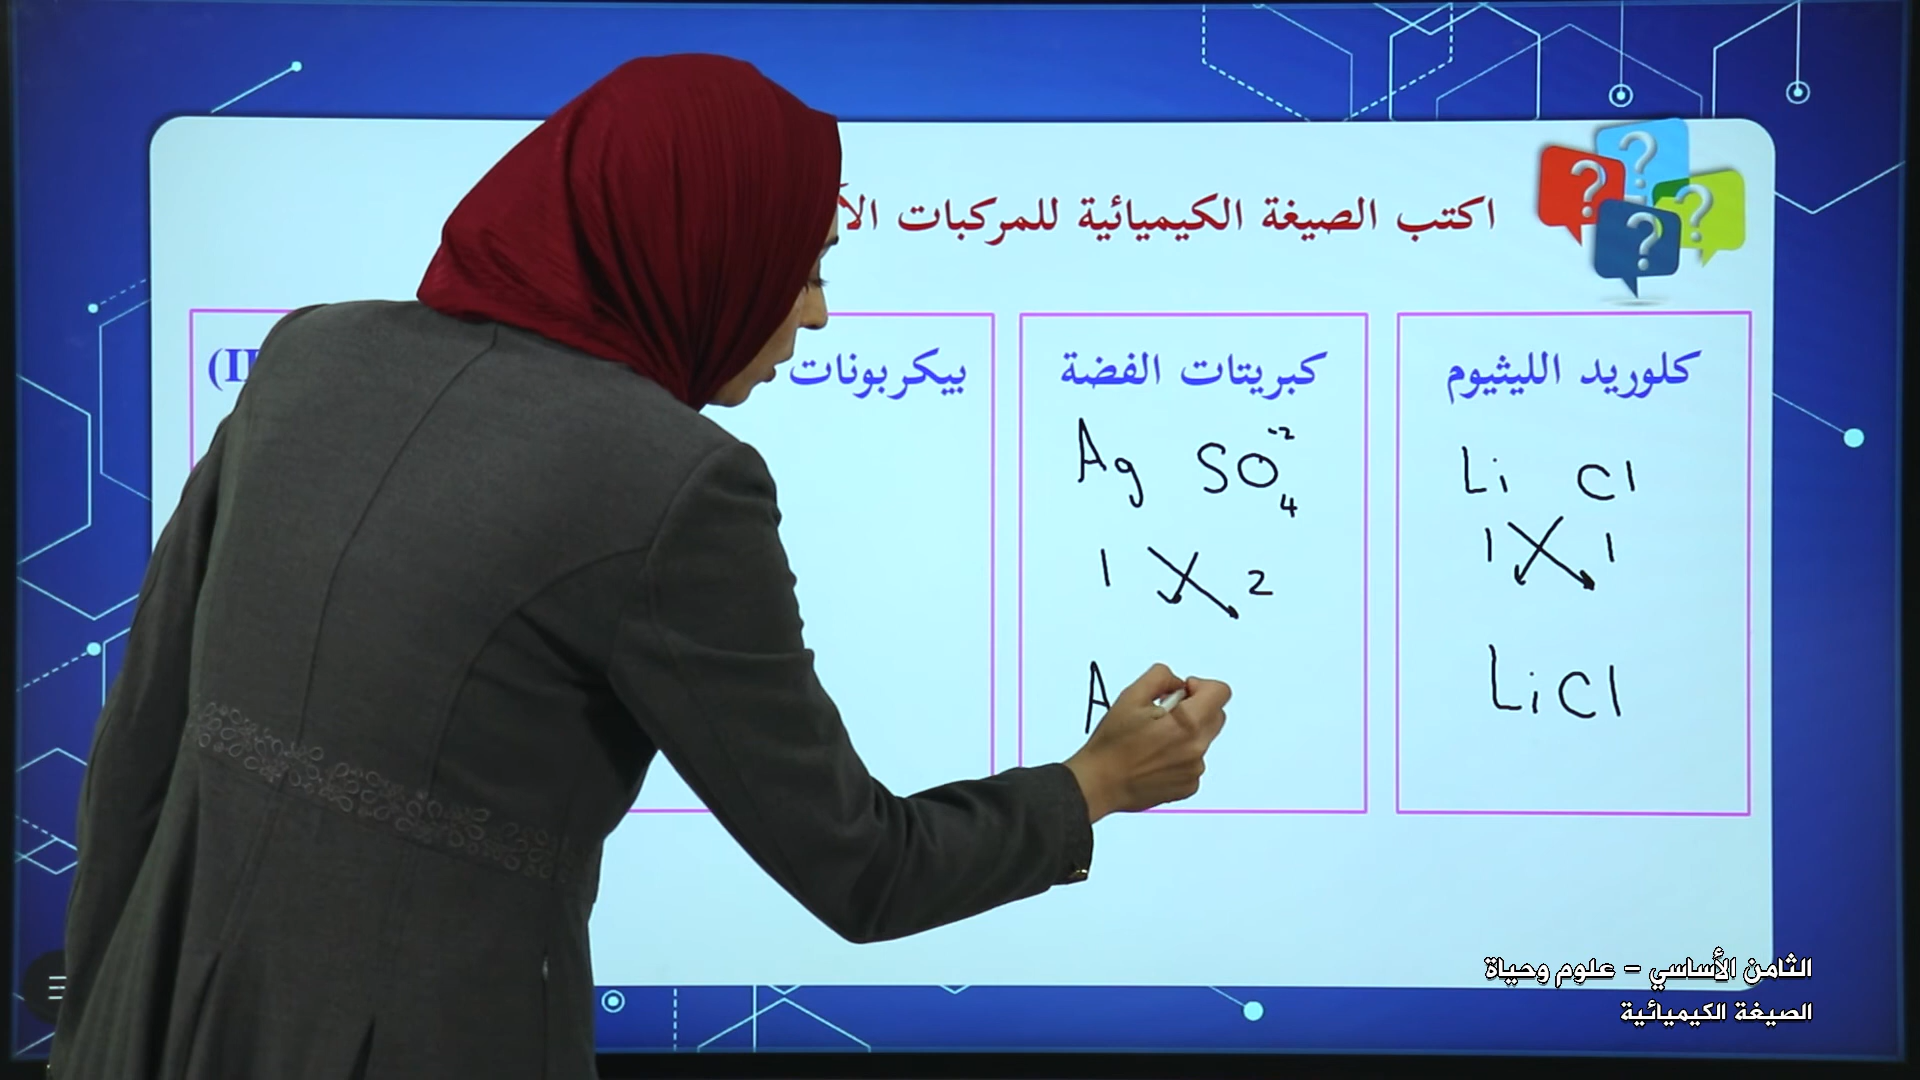 اكتب الصيغة الكيميائية للمركبات
كلوريد الليثيوم
Li Cl
1 1
LiCl
كبريتات الفضة
Ag SO₄⁻²
1 2
A
بيكربونات
الثامن الأساسي - علوم وحياة
الصيغة الكيميائية